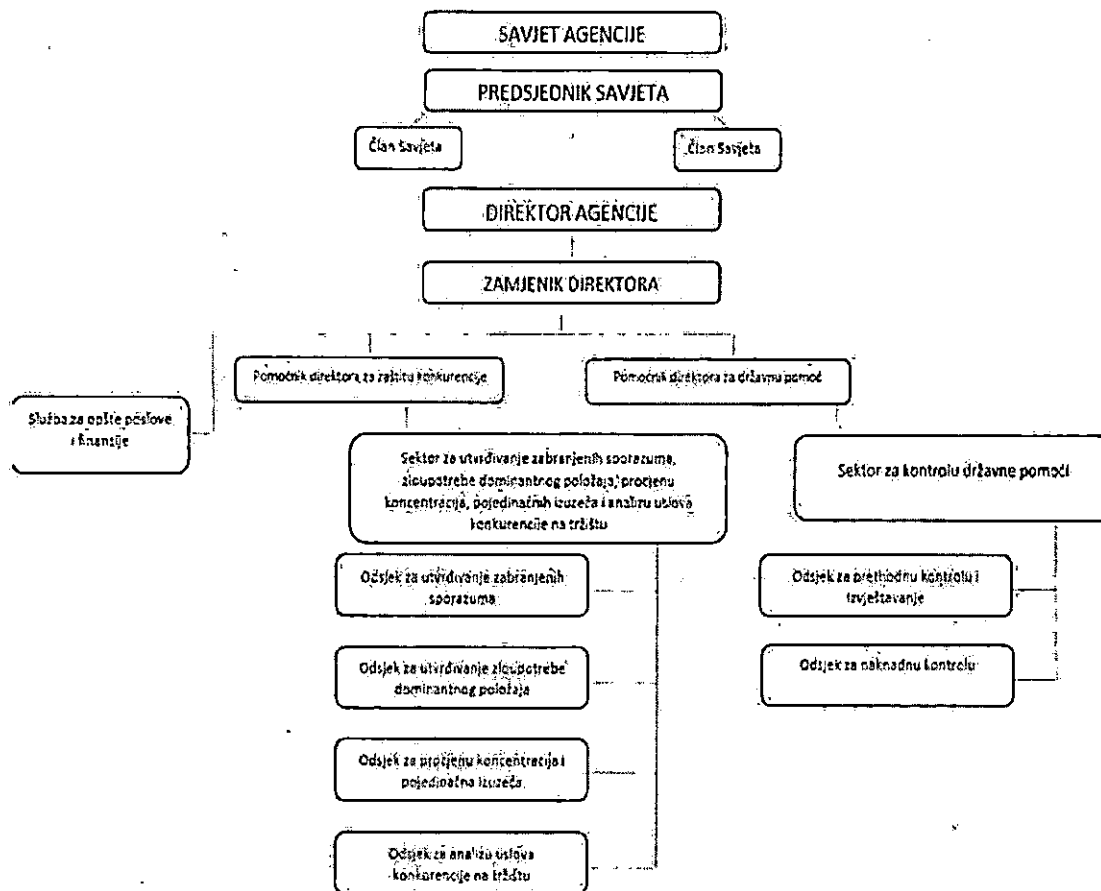 SAVJET AGENCIJE
PREDSJEDNIK SAVJETA
Član Savjeta
Član Savjeta
DIREKTOR AGENCIJE
ZAMJENIK DIREKTORA
Pomoćnik direktora za zaštitu konkurencije
Pomoćnik direktora za državnu pomoć
Služba za opšte poslove
i finansije
Sektor za utvrđivanje zabranjenih sporazuma,
zloupotrebe dominantnog položaja, procjenu
koncentracija, pojedinačnih izuzeća i analizu uslova
konkurencije na tržištu
Sektor za kontrolu državne pomoći
Odsjek za utvrđivanje zabranjenih
sporazuma
Odsjek za prethodnu kontrolu i
izvještavanje
Odsjek za utvrđivanje zloupotrebe
dominantnog položaja
Odsjek za naknadnu kontrolu
Odsjek za procjenu koncentracija i
pojedinačna izuzeća
Odsjek za analizu uslova
konkurencije na tržištu